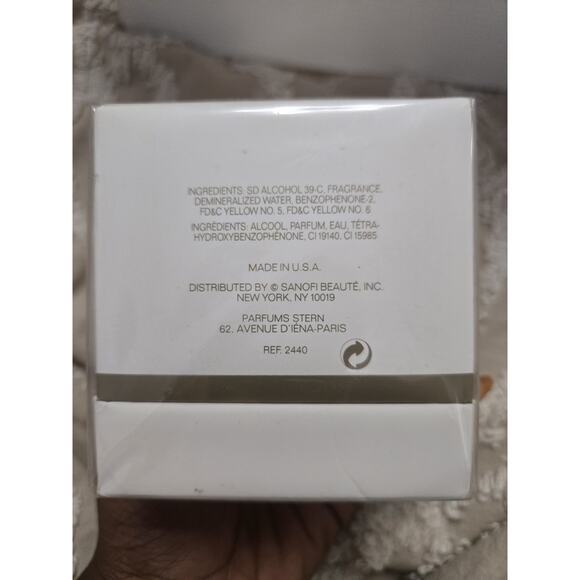 INGREDIENTS: SD ALCOHOL 39-C, FRAGRANCE,
DEMINERALIZED WATER, BENZOPHENONE-2,
FD&C YELLOW NO. 5, FD&C YELLOW NO. 6
INGRÉDIENTS: ALCOOL, PARFUM, EAU, TÉTRA-
HYDROXYBENZOPHÉNONE, CI 19140, CI 15985
MADE IN U.S.A.
DISTRIBUTED BY © SANOFI BEAUTÉ, INC.
NEW YORK, NY 10019
PARFUMS STERN
62, AVENUE D'IÉNA-PARIS
REF. 2440